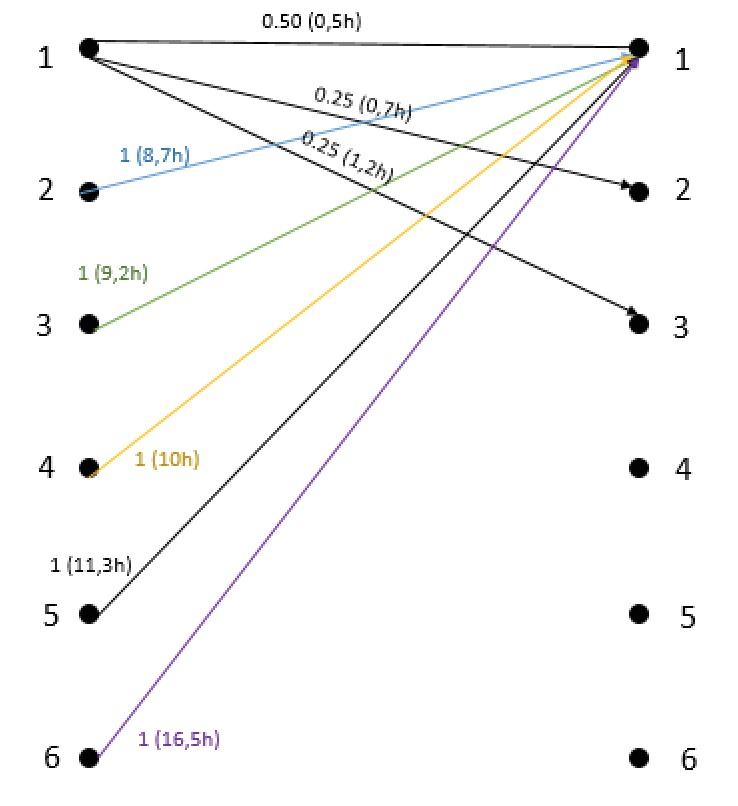 0.50 (0,5h)
1
1
0.25 (0,7h)
0.25 (1,2h)
1 (8,7h)
2
2
1 (9,2h)
3
3
1 (10h)
4
4
1 (11,3h)
5
5
1 (16,5h)
6
6